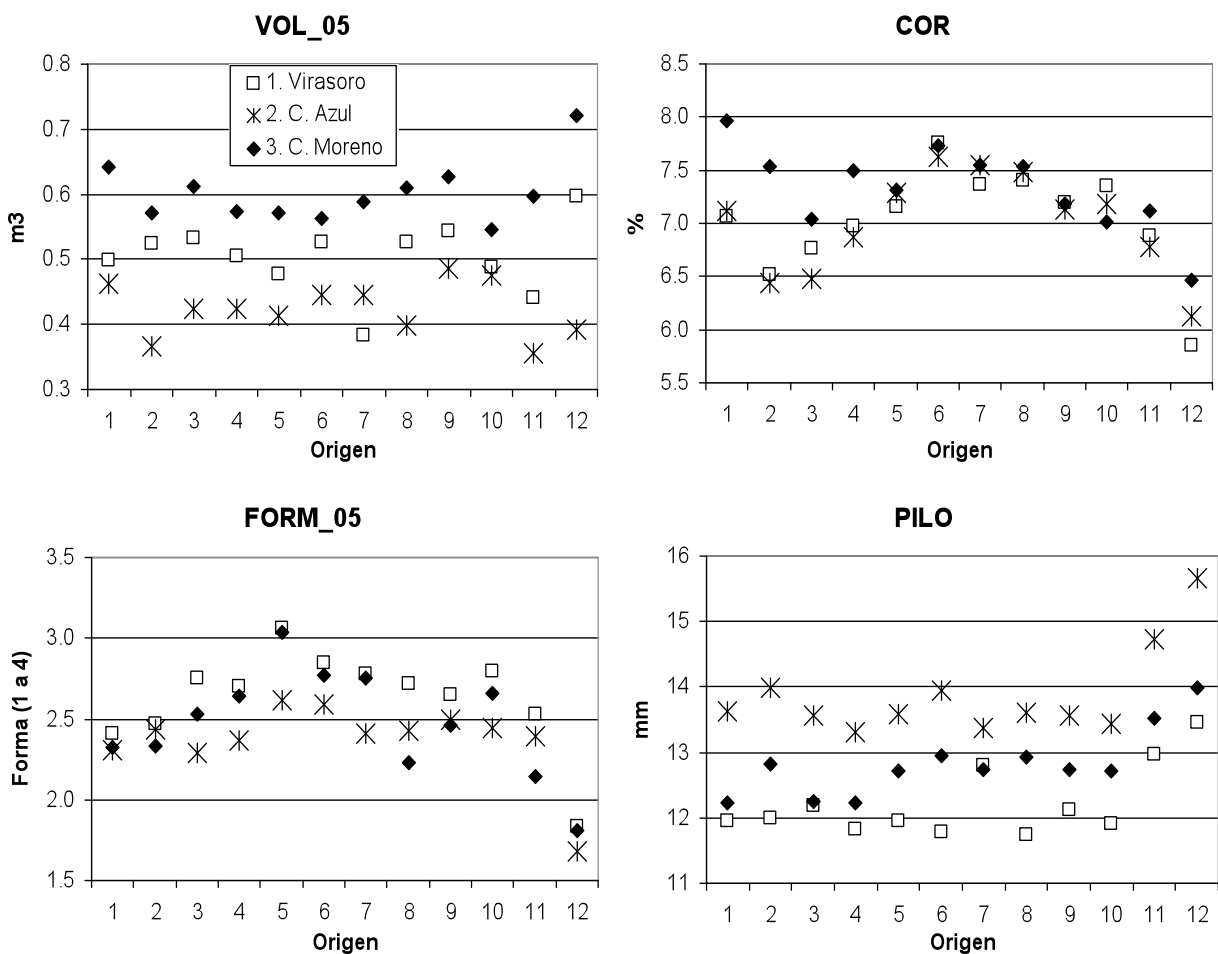 VOL_05
0.8
0.7
0.6
0.5
0.4
0.3
m3
1. Virasoro
2. C. Azul
3. C. Moreno
1 2 3 4 5 6 7 8 9 10 11 12
Origen
COR
8.5
8.0
7.5
7.0
6.5
6.0
5.5
%
1 2 3 4 5 6 7 8 9 10 11 12
Origen
FORM_05
3.5
3.0
2.5
2.0
1.5
Forma (1 a 4)
1 2 3 4 5 6 7 8 9 10 11 12
Origen
PILO
16
15
14
13
12
11
mm
1 2 3 4 5 6 7 8 9 10 11 12
Origen